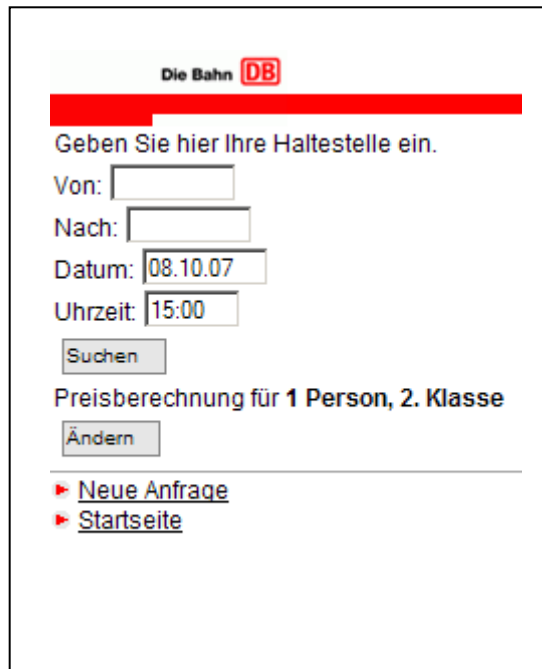 Die Bahn DB
Geben Sie hier Ihre Haltestelle ein.
Von:
Nach:
Datum: 08.10.07
Uhrzeit: 15:00
Suchen
Preisberechnung für 1 Person, 2. Klasse
Ändern
Neue Anfrage
Startseite